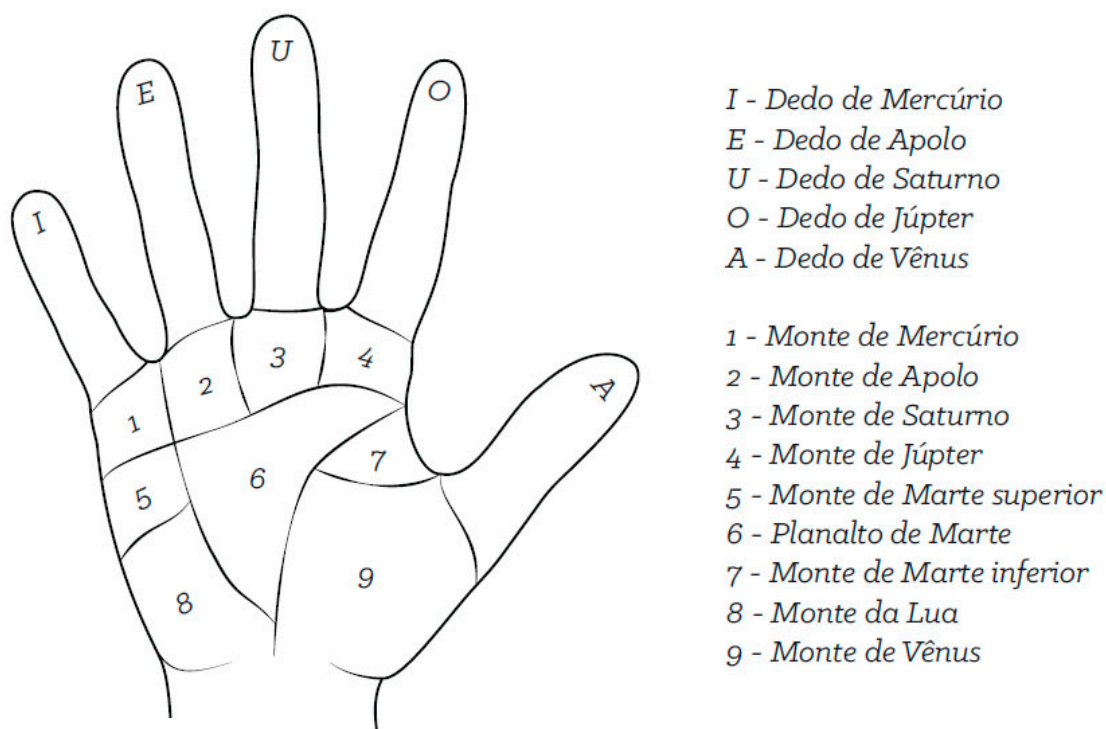 U
E
O
I
A
1
2
3
4
5
6
7
8
9
I - Dedo de Mercúrio
E - Dedo de Apolo
U - Dedo de Saturno
O - Dedo de Júpter
A - Dedo de Vênus
1 - Monte de Mercúrio
2 - Monte de Apolo
3 - Monte de Saturno
4 - Monte de Júpter
5 - Monte de Marte superior
6 - Planalto de Marte
7 - Monte de Marte inferior
8 - Monte da Lua
9 - Monte de Vênus